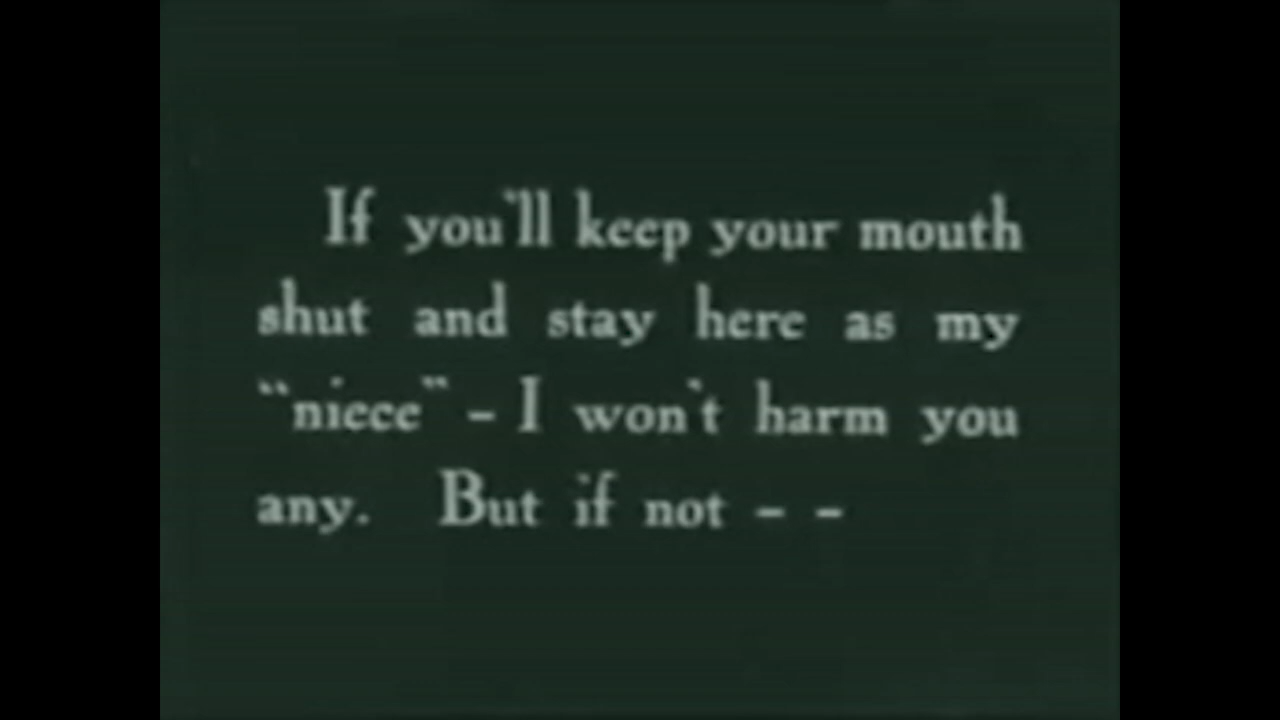 If you'll keep your mouth
shut and stay here as my
“niece” - I won't harm you
any. But if not - -